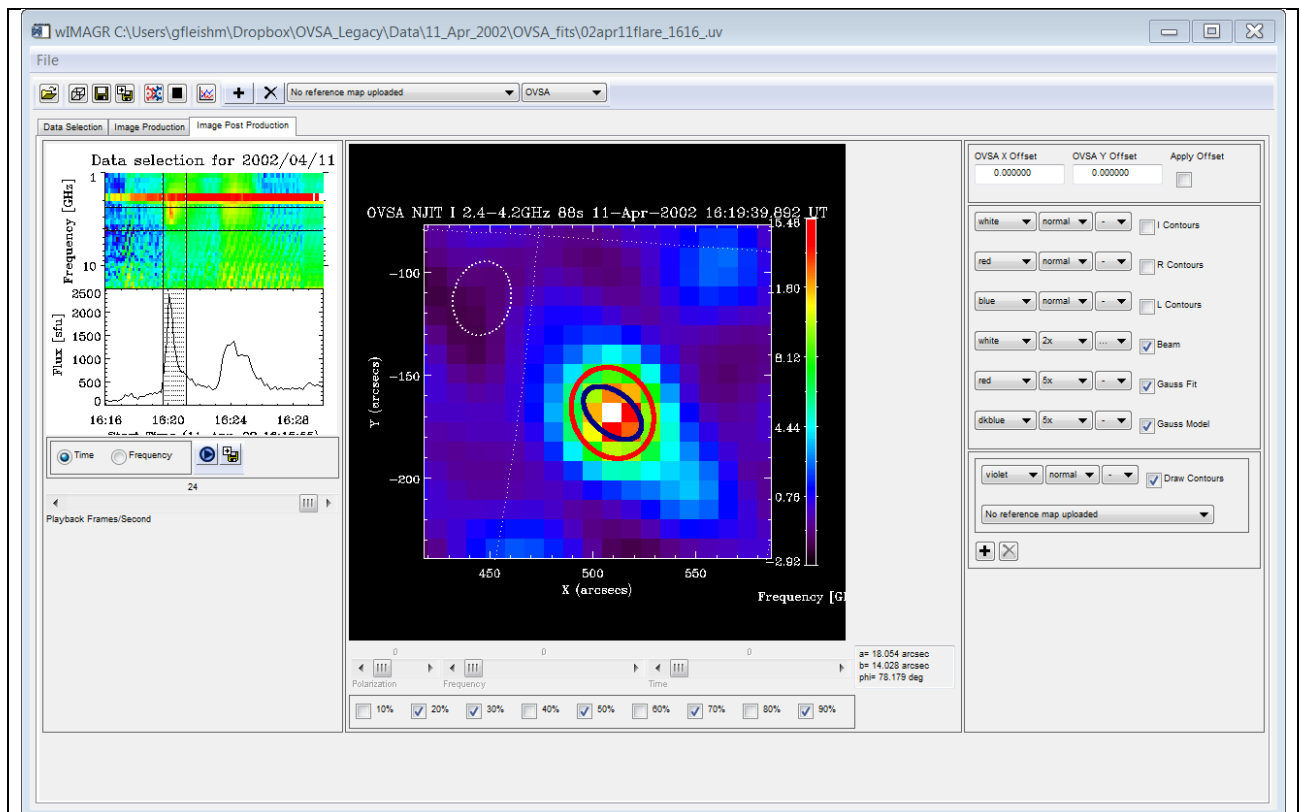 wIMAGR C:\Users\gfleishm\Dropbox\OVSA_Legacy\Data\11_Apr_2002\OVSA_fits\02apr11flare_1616_.uv
File
No reference map uploaded OVSA
Data Selection Image Production Image Post Production
Data selection for 2002/04/11
1
10
Frequency [GHz]
2500
2000
1500
1000
500
0
Flux [sfu]
16:16 16:20 16:24 16:28
Time Frequency
24
Playback Frames/Second
OVSA NJIT I 2.4-4.2GHz 88s 11-Apr-2002 16:19:39.892 UT
15.48
11.80
8.12
4.44
0.76
-2.92
-100
-150
-200
Y (arcsecs)
450 500 550
X (arcsecs)
Frequency [G
0 0 0
Polarization Frequency Time
a= 18.054 arcsec
b= 14.028 arcsec
phi= 78.179 deg
10% 20% 30% 40% 50% 60% 70% 80% 90%
OVSA X Offset OVSA Y Offset Apply Offset
0.000000 0.000000
white normal - I Contours
red normal - R Contours
blue normal - L Contours
white 2x ... Beam
red 5x - Gauss Fit
dkblue 5x - Gauss Model
violet normal - Draw Contours
No reference map uploaded